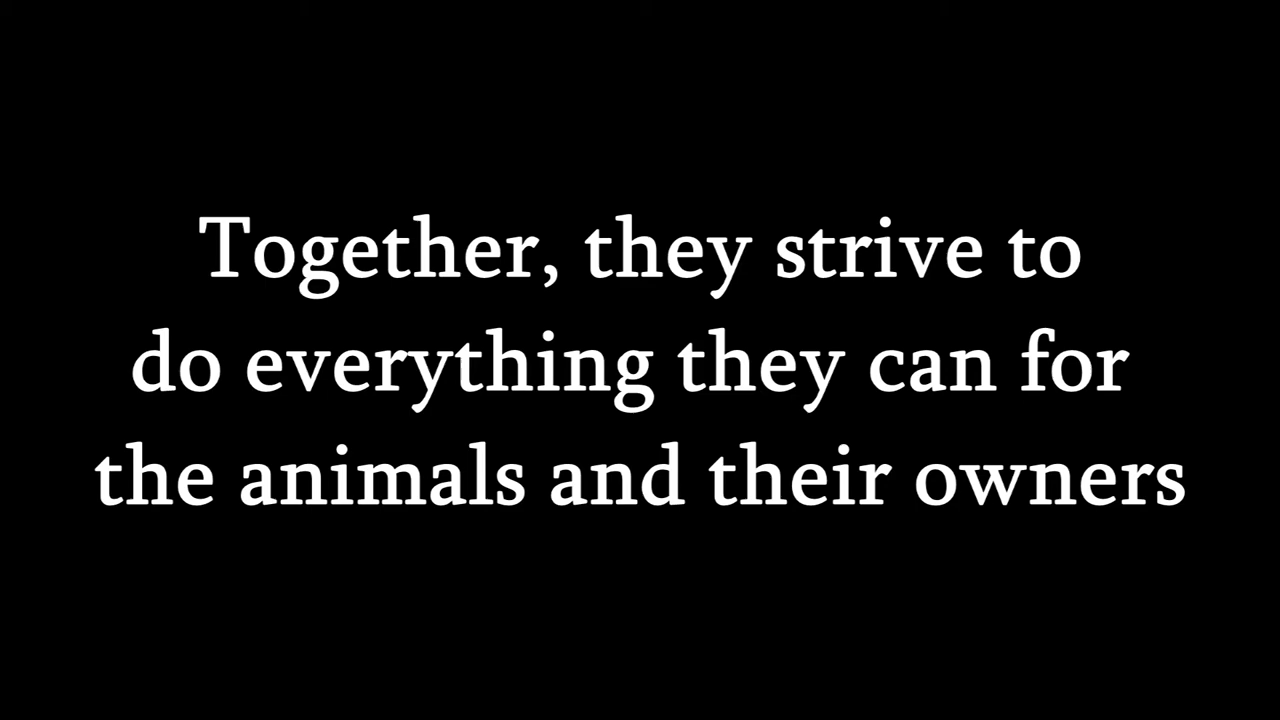 Together, they strive to
do everything they can for
the animals and their owners